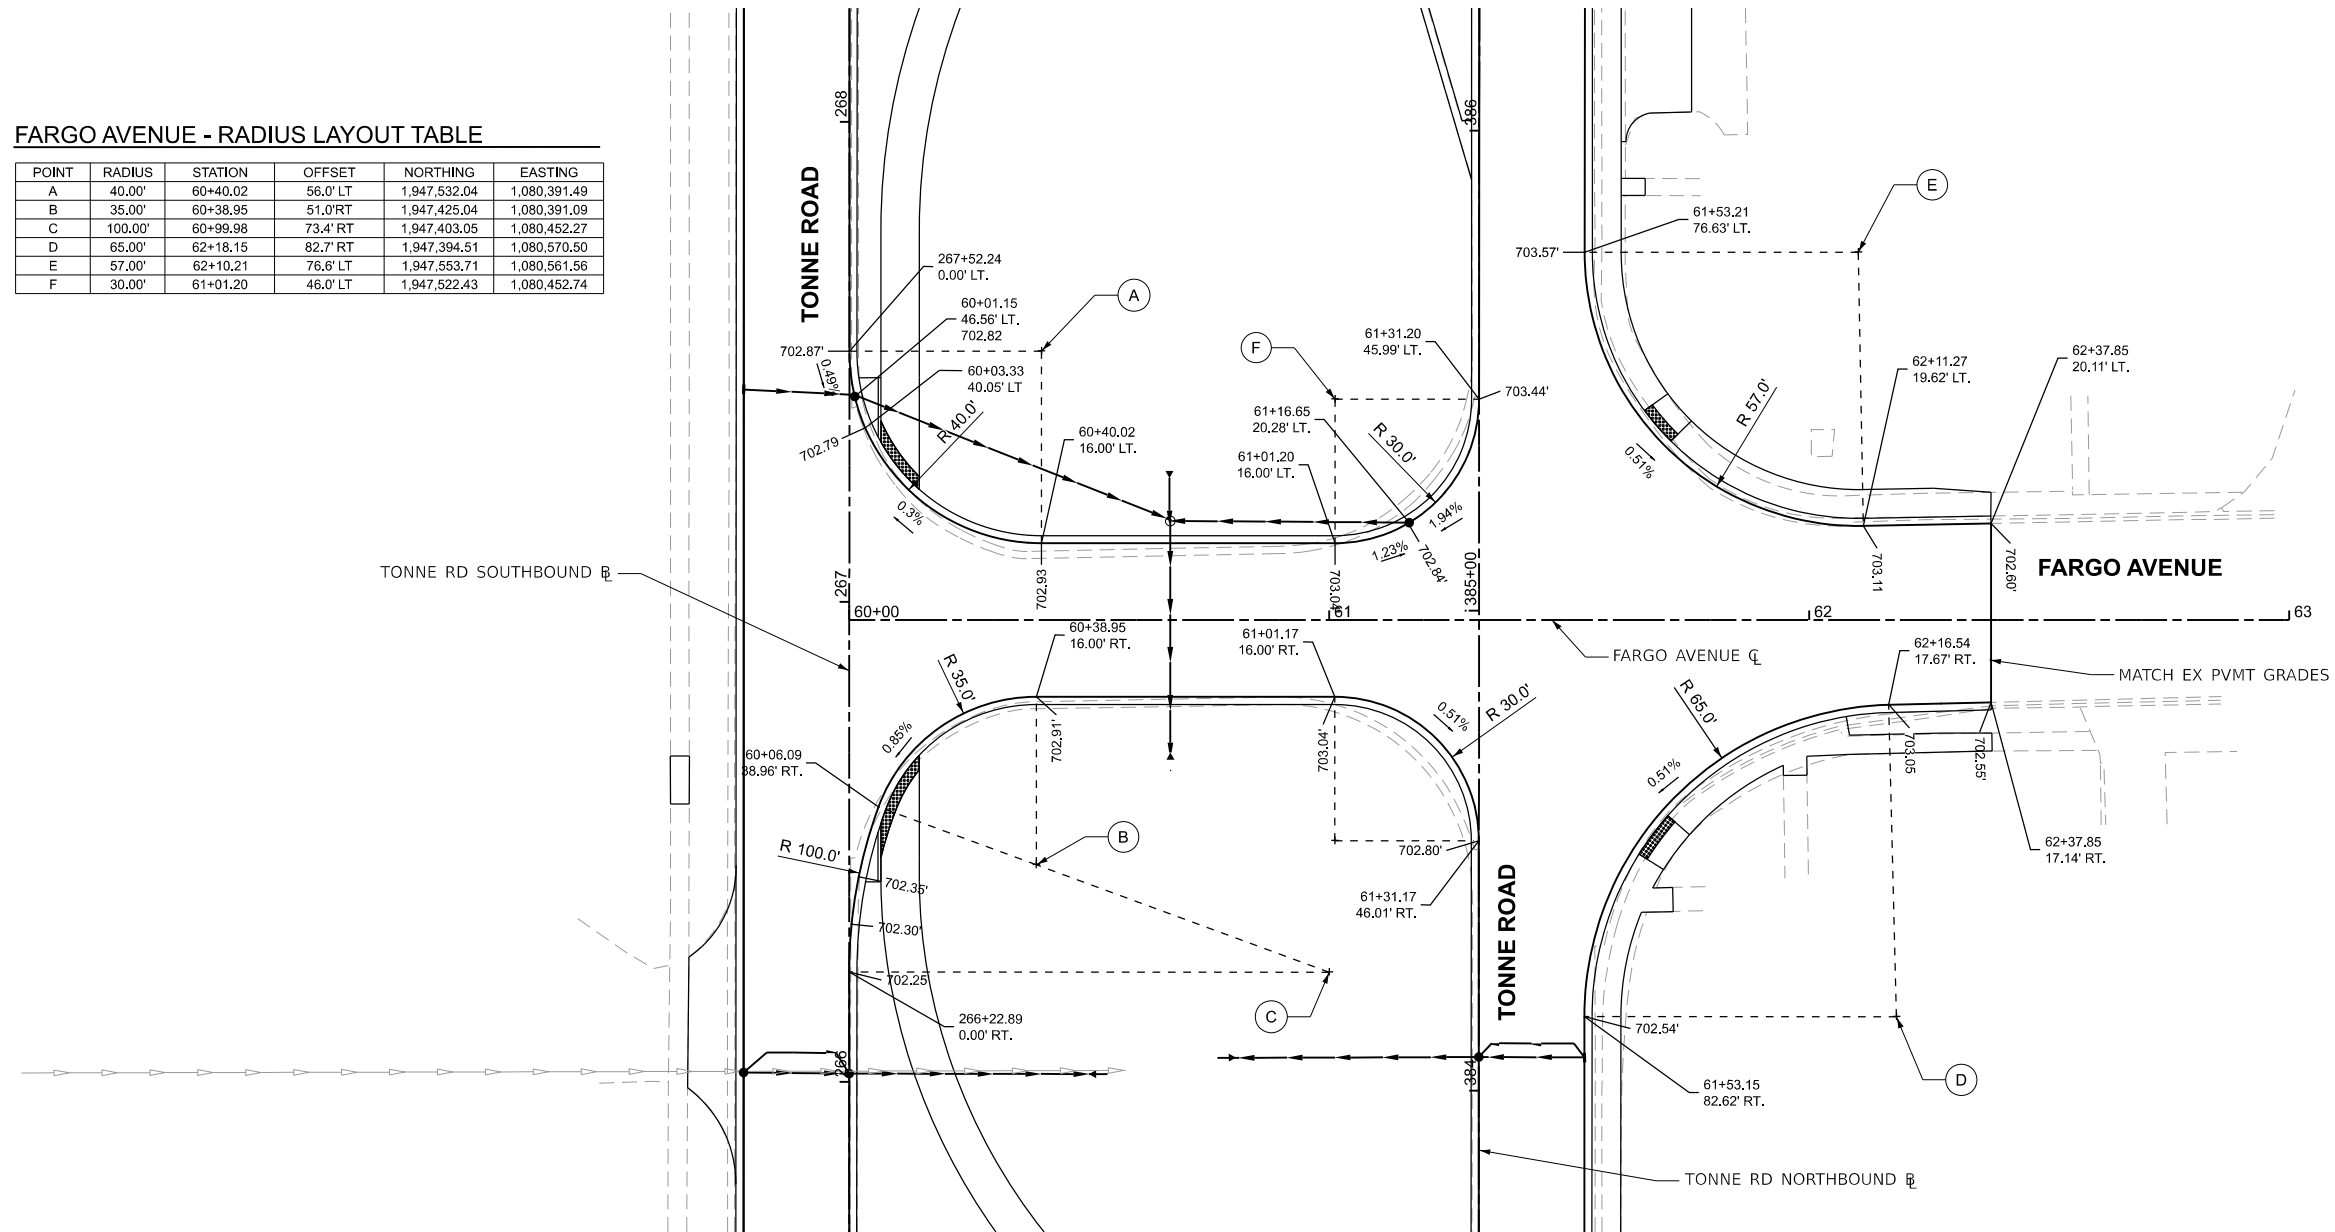 FARGO AVENUE - RADIUS LAYOUT TABLE
POINT RADIUS STATION OFFSET NORTHING EASTING
A 40.00' 60+40.02 56.0' LT 1,947,532.04 1,080,391.49
B 35.00' 60+38.95 51.0'RT 1,947,425.04 1,080,391.09
C 100.00' 60+99.98 73.4' RT 1,947,403.05 1,080,452.27
D 65.00' 62+18.15 82.7' RT 1,947,394.51 1,080,570.50
E 57.00' 62+10.21 76.6' LT 1,947,553.71 1,080,561.56
F 30.00' 61+01.20 46.0' LT 1,947,522.43 1,080,452.74
268
386
TONNE ROAD
E
61+53.21
76.63' LT.
703.57'
267+52.24
0.00' LT.
A
60+01.15
46.56' LT.
702.82
702.87'
0.49%
F
61+31.20
45.99' LT.
62+11.27
19.62' LT.
62+37.85
20.11' LT.
60+03.33
40.05' LT
703.44'
R 57.0'
R 40.0'
61+16.65
20.28' LT.
R 30.0'
702.79
60+40.02
16.00' LT.
61+01.20
16.00' LT.
0.51%
0.3%
1.94%
1.23%
702.84'
702.93
703.04'
703.11
702.60'
TONNE RD SOUTHBOUND BL
FARGO AVENUE
267
385+00
60+00
61
62
63
60+38.95
16.00' RT.
61+01.17
16.00' RT.
62+16.54
17.67' RT.
FARGO AVENUE CL
MATCH EX PVMT GRADES
R 35.0'
R 65.0'
0.51%
R 30.0'
0.85%
702.91'
703.04'
703.05
702.55'
60+06.09
38.96' RT.
0.51%
B
R 100.0'
702.80'
62+37.85
17.14' RT.
702.35'
61+31.17
46.01' RT.
702.30'
TONNE ROAD
702.25
C
266+22.89
0.00' RT.
702.54'
266
384
61+53.15
82.62' RT.
D
TONNE RD NORTHBOUND BL